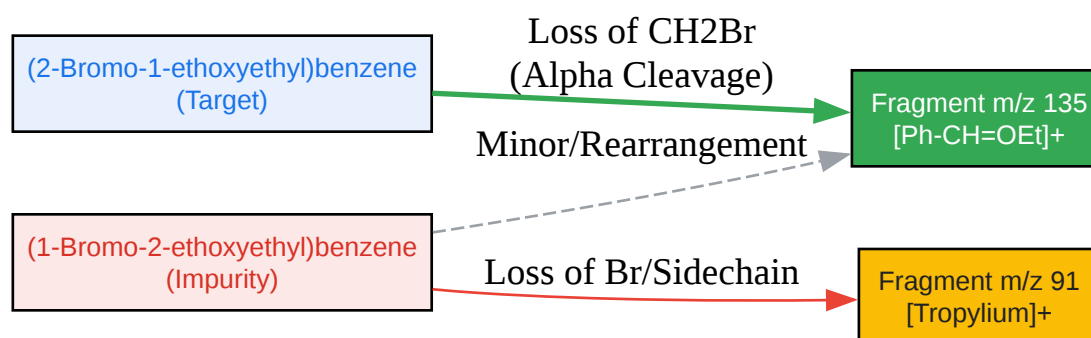 Loss of CH2Br
(Alpha Cleavage)
(2-Bromo-1-ethoxyethyl)benzene
(Target)
Fragment m/z 135
[Ph-CH=OEt]+
Minor/Rearrangement
(1-Bromo-2-ethoxyethyl)benzene
(Impurity)
Loss of Br/Sidechain
Fragment m/z 91
[Tropylium]+